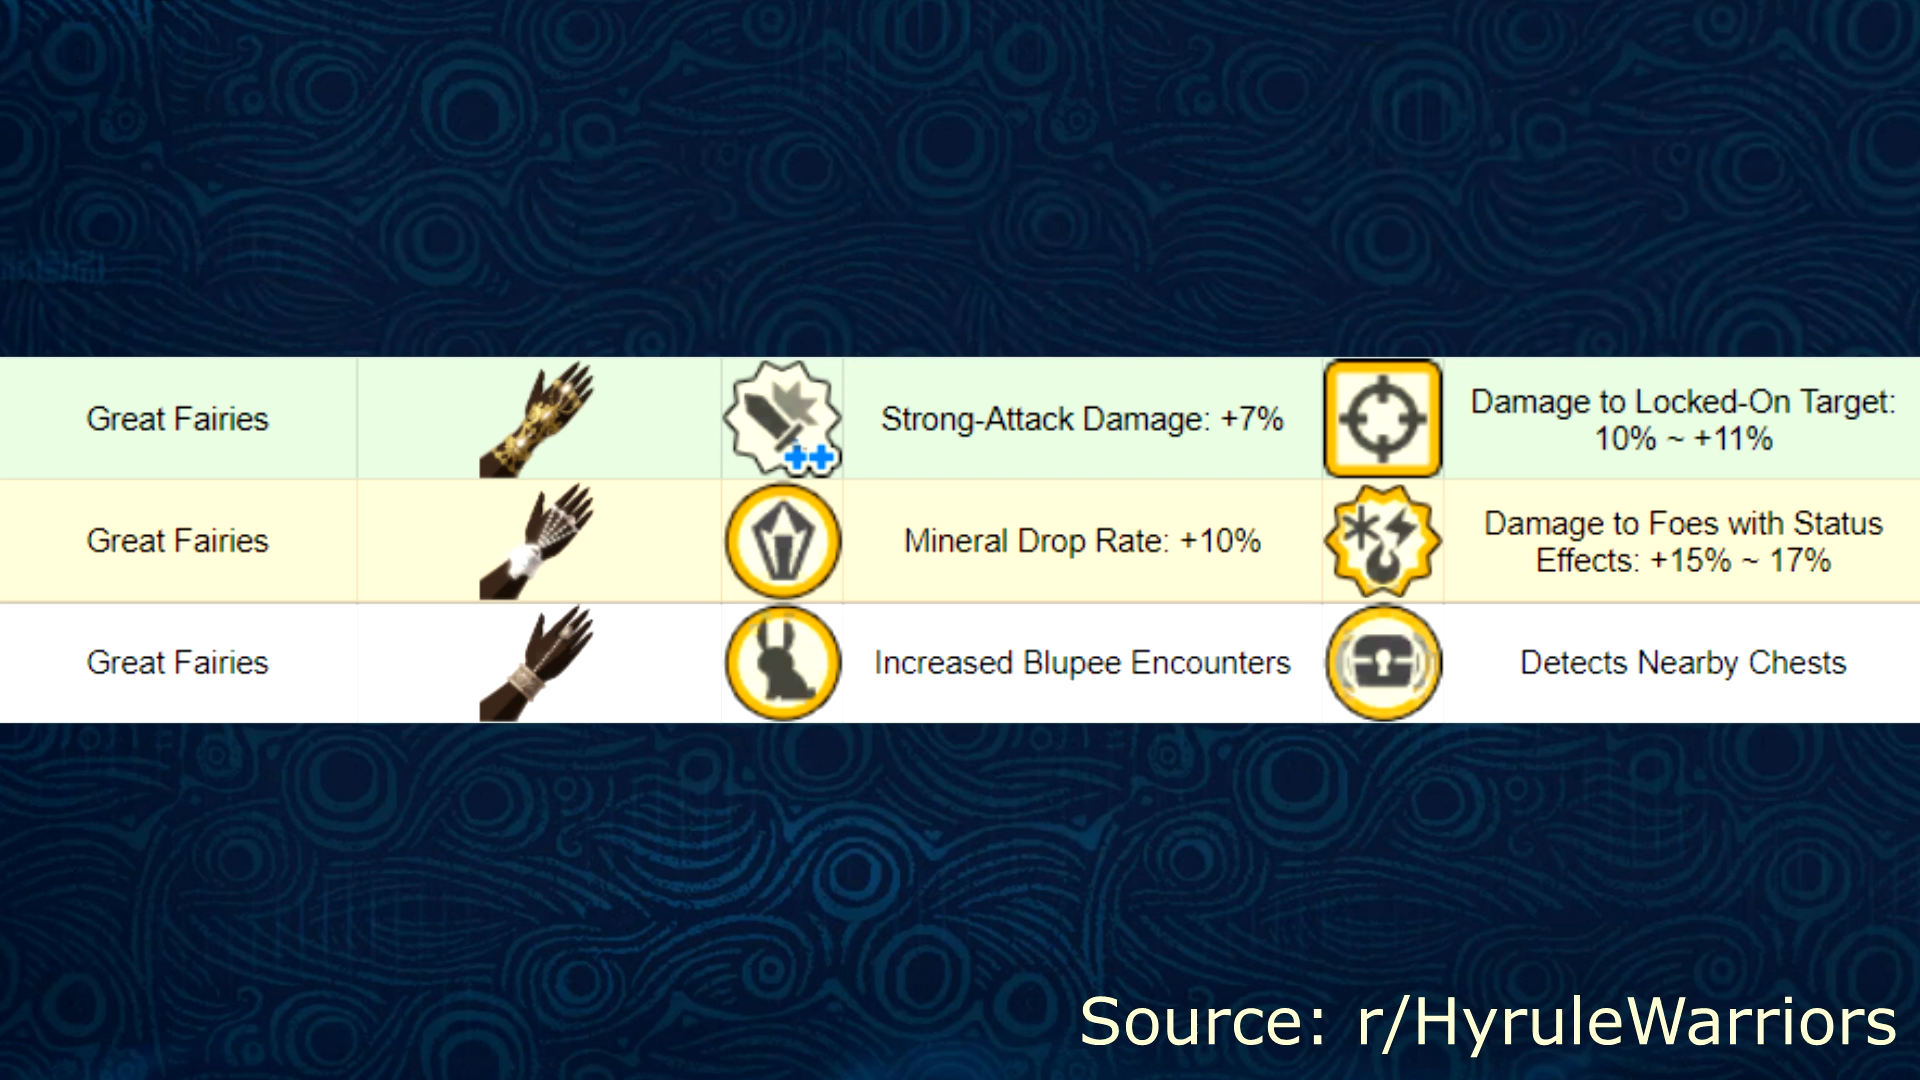 Great Fairies
Strong-Attack Damage: +7%
Damage to Locked-On Target:
10% ~ +11%
Great Fairies
Mineral Drop Rate: +10%
Damage to Foes with Status
Effects: +15% ~ 17%
Great Fairies
Increased Blupee Encounters
Detects Nearby Chests
Source: r/HyruleWarriors